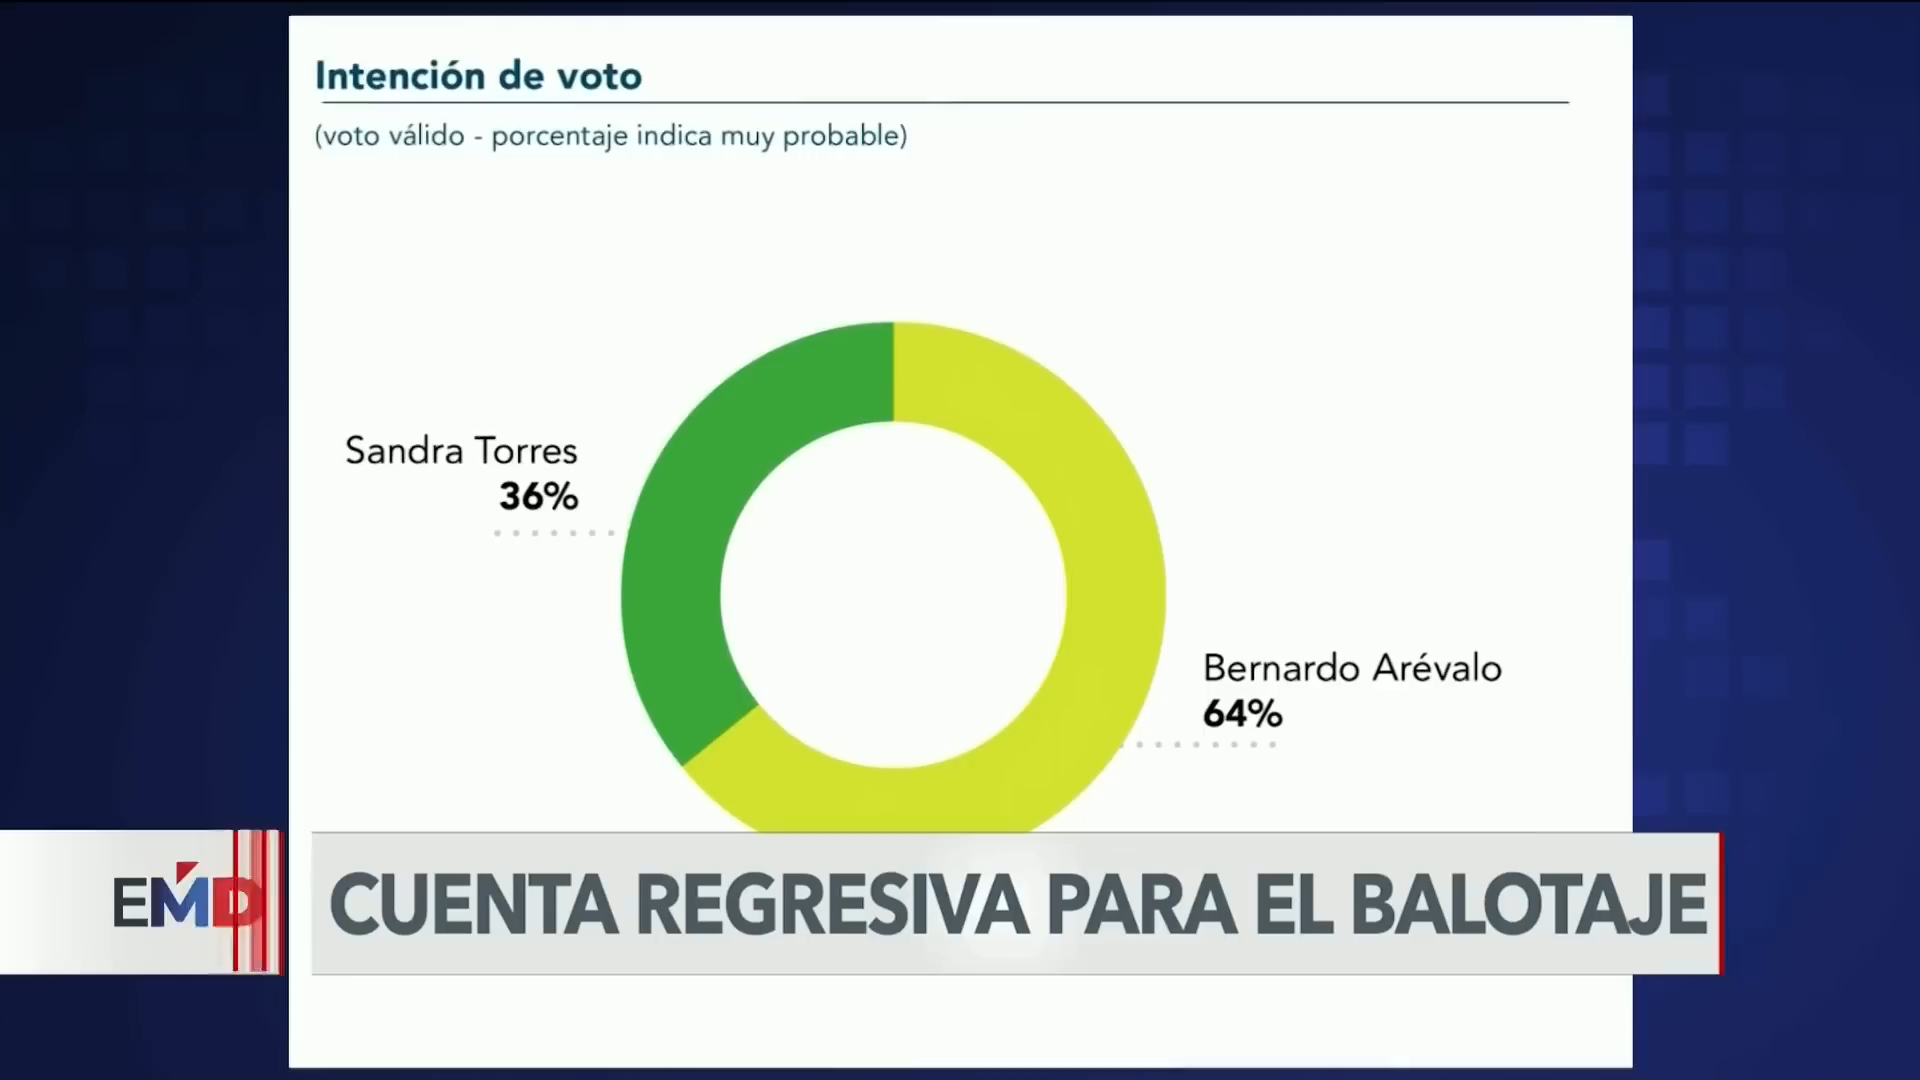 Intención de voto
(voto válido - porcentaje indica muy probable)
Sandra Torres
36%
Bernardo Arévalo
64%
EMD
CUENTA REGRESIVA PARA EL BALOTAJE